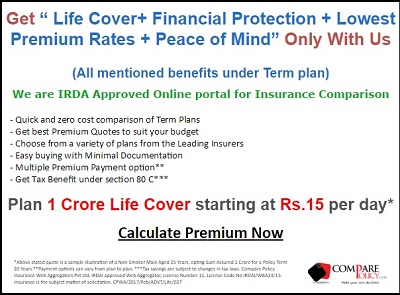 Get “ Life Cover+ Financial Protection + Lowest
Premium Rates + Peace of Mind” Only With Us
(All mentioned benefits under Term plan)
We are IRDA Approved Online portal for Insurance Comparison
- Quick and zero cost comparison of Term Plans
- Get best Premium Quotes to suit your budget
- Choose from a variety of plans from the Leading Insurers
- Easy buying with Minimal Documentation
- Multiple Premium Payment option**
- Get Tax Benefit under section 80 C***
Plan 1 Crore Life Cover starting at Rs.15 per day*
Calculate Premium Now
*Above stated quote is a sample illustration of a Non Smoker Male Aged 25 Years, opting Sum Assured 1 Crore for a Policy Term
20 Years.**Payment options can vary from plan to plan. ***Tax savings are subject to changes in tax laws. Compare Policy
Insurance Web Aggregators Pvt Ltd. IRDAI approved Web Aggregator, License Number 11, License Code No IRDAI/WBA23/15.
Insurance is the subject matter of solicitation. CPWA/2017/Feb/ADVT/Life/027
COMPARE
POLICY.com